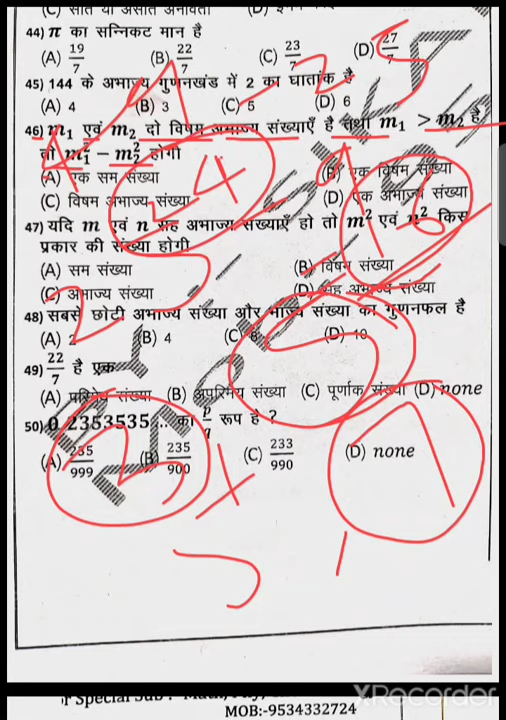 (C) सात या असांत अनावर्ती (D)
44) π का सन्निकट मान है
(A) 19/7 (B) 22/7 (C) 23/7 (D) 27/7
45) 144 के अभाज्य गुणनखंड में 2 का घातांक है
(A) 4 (B) 3 (C) 5 (D) 6
46) m₁ एवं m₂ दो विषम अभाज्य संख्याएँ है तथा m₁ > m₂ है,
तो m₁² − m₂² होगी
(A) एक सम संख्या (B) एक विषम संख्या
(C) विषम अभाज्य संख्या (D) एक अभाज्य संख्या
47) यदि m एवं n सह अभाज्य संख्याएँ हो तो m² एवं n² किस
प्रकार की संख्या होगी
(A) सम संख्या (B) विषम संख्या
(C) अभाज्य संख्या (D) सह अभाज्य संख्या
48) सबसे छोटी अभाज्य संख्या और भाज्य संख्या का गुणनफल है
(A) 2 (B) 4 (C) 8 (D) 10
49) 22/7 है एक
(A) परिमेय संख्या (B) अपरिमेय संख्या (C) पूर्णाक संख्या (D) none
50) 0.2353535 ... का p/q रूप है ?
(A) 235/999 (B) 235/900 (C) 233/990 (D) none
Special Sub :
MOB:-9534332724
XRecorder